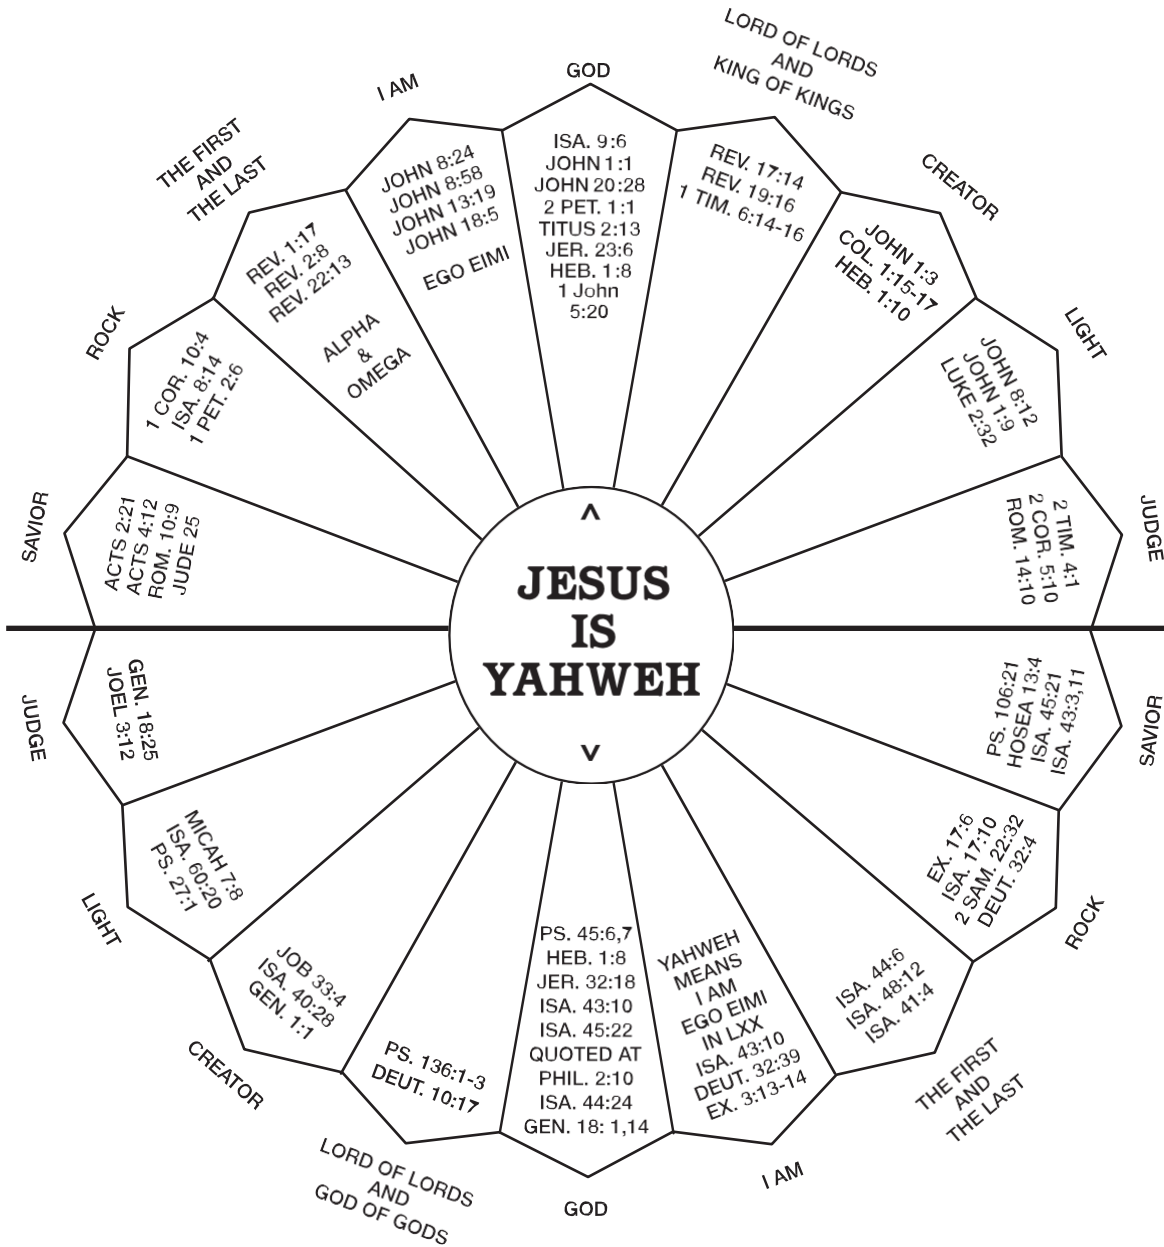 LORD OF LORDS
AND
KING OF KINGS
GOD
I AM
CREATOR
THE FIRST
AND
THE LAST
LIGHT
ROCK
JUDGE
SAVIOR
ISA. 9:6
JOHN 1:1
JOHN 20:28
2 PET. 1:1
TITUS 2:13
JER. 23:6
HEB. 1:8
1 John
5:20
REV. 17:14
REV. 19:16
1 TIM. 6:14-16
JOHN 1:3
COL. 1:15-17
HEB. 1:10
JOHN 8:12
JOHN 1:9
LUKE 2:32
2 TIM. 4:1
2 COR. 5:10
ROM. 14:10
JOHN 8:24
JOHN 8:58
JOHN 13:19
JOHN 18:5
EGO EIMI
REV. 1:17
REV. 2:8
REV. 22:13
ALPHA
&
OMEGA
1 COR. 10:4
ISA. 8:14
1 PET. 2:6
ACTS 2:21
ACTS 4:12
ROM. 10:9
JUDE 25
JESUS
IS
YAHWEH
GEN. 18:25
JOEL 3:12
JUDGE
MICAH 7:8
ISA. 60:20
PS. 27:1
LIGHT
JOB 33:4
ISA. 40:28
GEN. 1:1
CREATOR
PS. 136:1-3
DEUT. 10:17
LORD OF LORDS
AND
GOD OF GODS
PS. 45:6,7
HEB. 1:8
JER. 32:18
ISA. 43:10
ISA. 45:22
QUOTED AT
PHIL. 2:10
ISA. 44:24
GEN. 18: 1,14
GOD
YAHWEH
MEANS
I AM
EGO EIMI
IN LXX
ISA. 43:10
DEUT. 32:39
EX. 3:13-14
I AM
ISA. 44:6
ISA. 48:12
ISA. 41:4
THE FIRST
AND
THE LAST
EX. 17:6
ISA. 17:10
2 SAM. 22:32
DEUT. 32:4
ROCK
PS. 106:21
HOSEA 13:4
ISA. 45:21
ISA. 43:3,11
SAVIOR